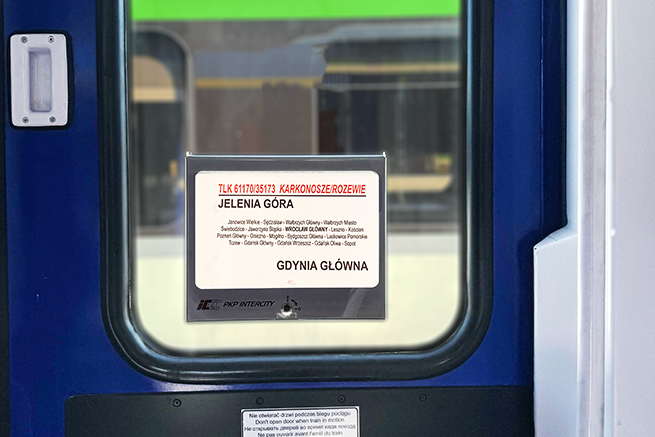 TLK 61170/35173 KARKONOSZE/ROZEWIE
JELENIA GÓRA
Janowice Wielkie - Sędzisław - Wałbrzych Główny - Wałbrzych Miasto
Świebodzice - Jaworzyna Śląska - WROCŁAW GŁÓWNY - Leszno - Kościan
Poznań Główny - Gniezno - Mogilno - Bydgoszcz Główna - Laskowice Pomorskie
Tczew - Gdańsk Główny - Gdańsk Wrzeszcz - Gdańsk Oliwa - Sopot
GDYNIA GŁÓWNA
IC PKP INTERCITY
Nie otwierać drzwi podczas biegu pociągu
Don't open door when train in motion
Не открывать дверей во время хода поезда
Ne pas ouvrir avant l'arrêt du train